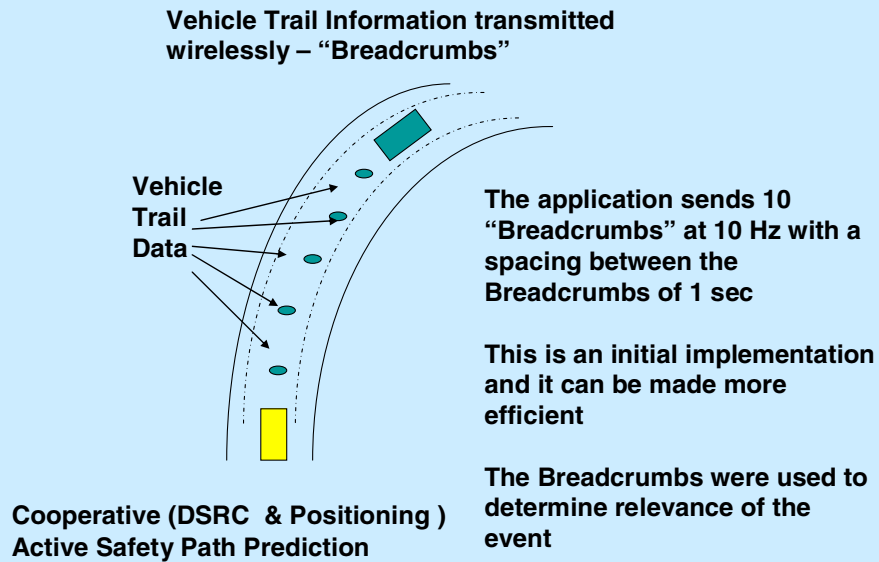 Vehicle Trail Information transmitted
wirelessly – “Breadcrumbs”
Vehicle
Trail
Data
The application sends 10
“Breadcrumbs” at 10 Hz with a
spacing between the
Breadcrumbs of 1 sec
This is an initial implementation
and it can be made more
efficient
The Breadcrumbs were used to
determine relevance of the
event
Cooperative (DSRC & Positioning )
Active Safety Path Prediction